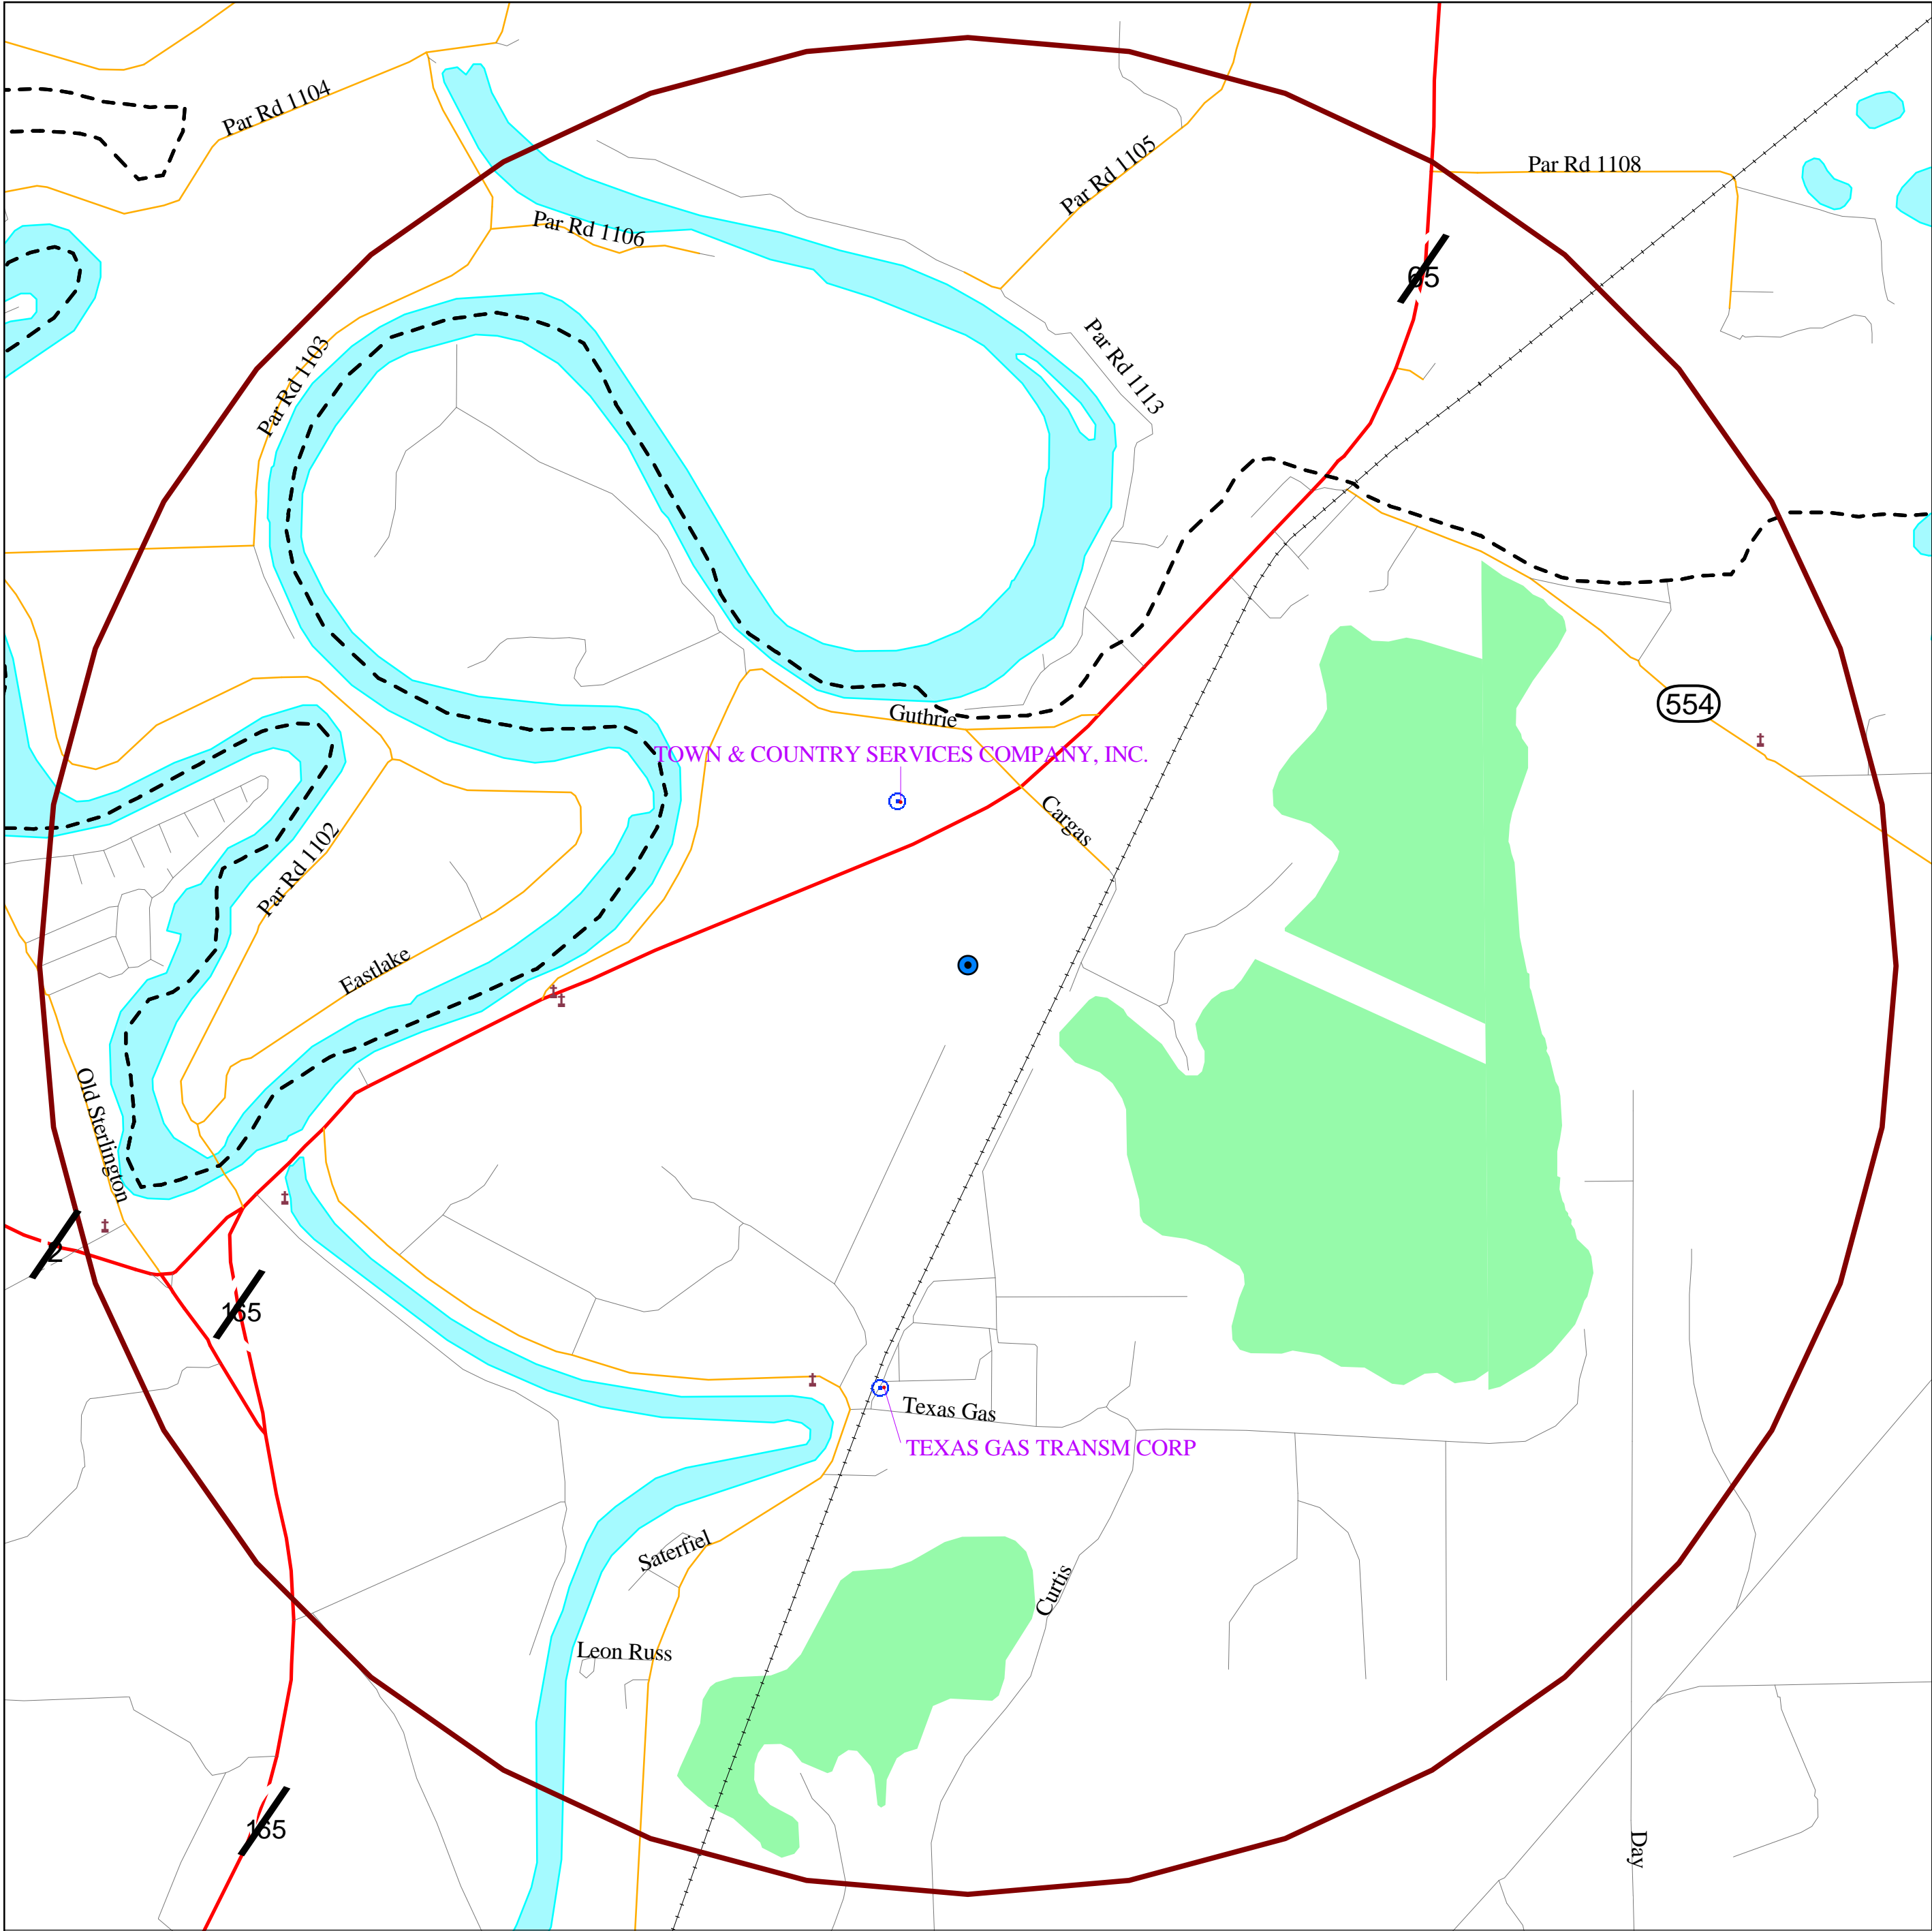 Par Rd 1104
Par Rd 1105
Par Rd 1108
Par Rd 1106
65
Par Rd 1103
Par Rd 1113
554
Guthrie
TOWN & COUNTRY SERVICES COMPANY, INC.
Cargas
Par Rd 1102
Eastlake
Old Sterlington
2
165
Texas Gas
TEXAS GAS TRANSM CORP
Saterfiel
Curtis
Leon Russ
165
Day